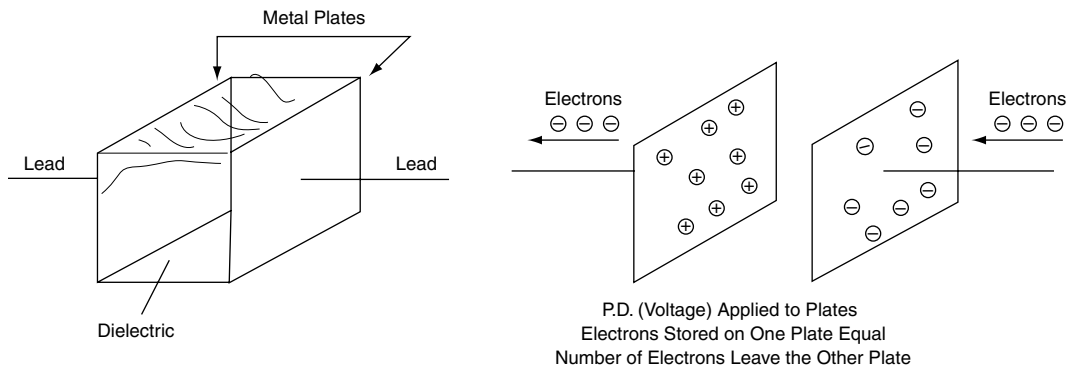 Metal Plates
Lead
Lead
Dielectric
Electrons
Electrons
P.D. (Voltage) Applied to Plates
Electrons Stored on One Plate Equal
Number of Electrons Leave the Other Plate